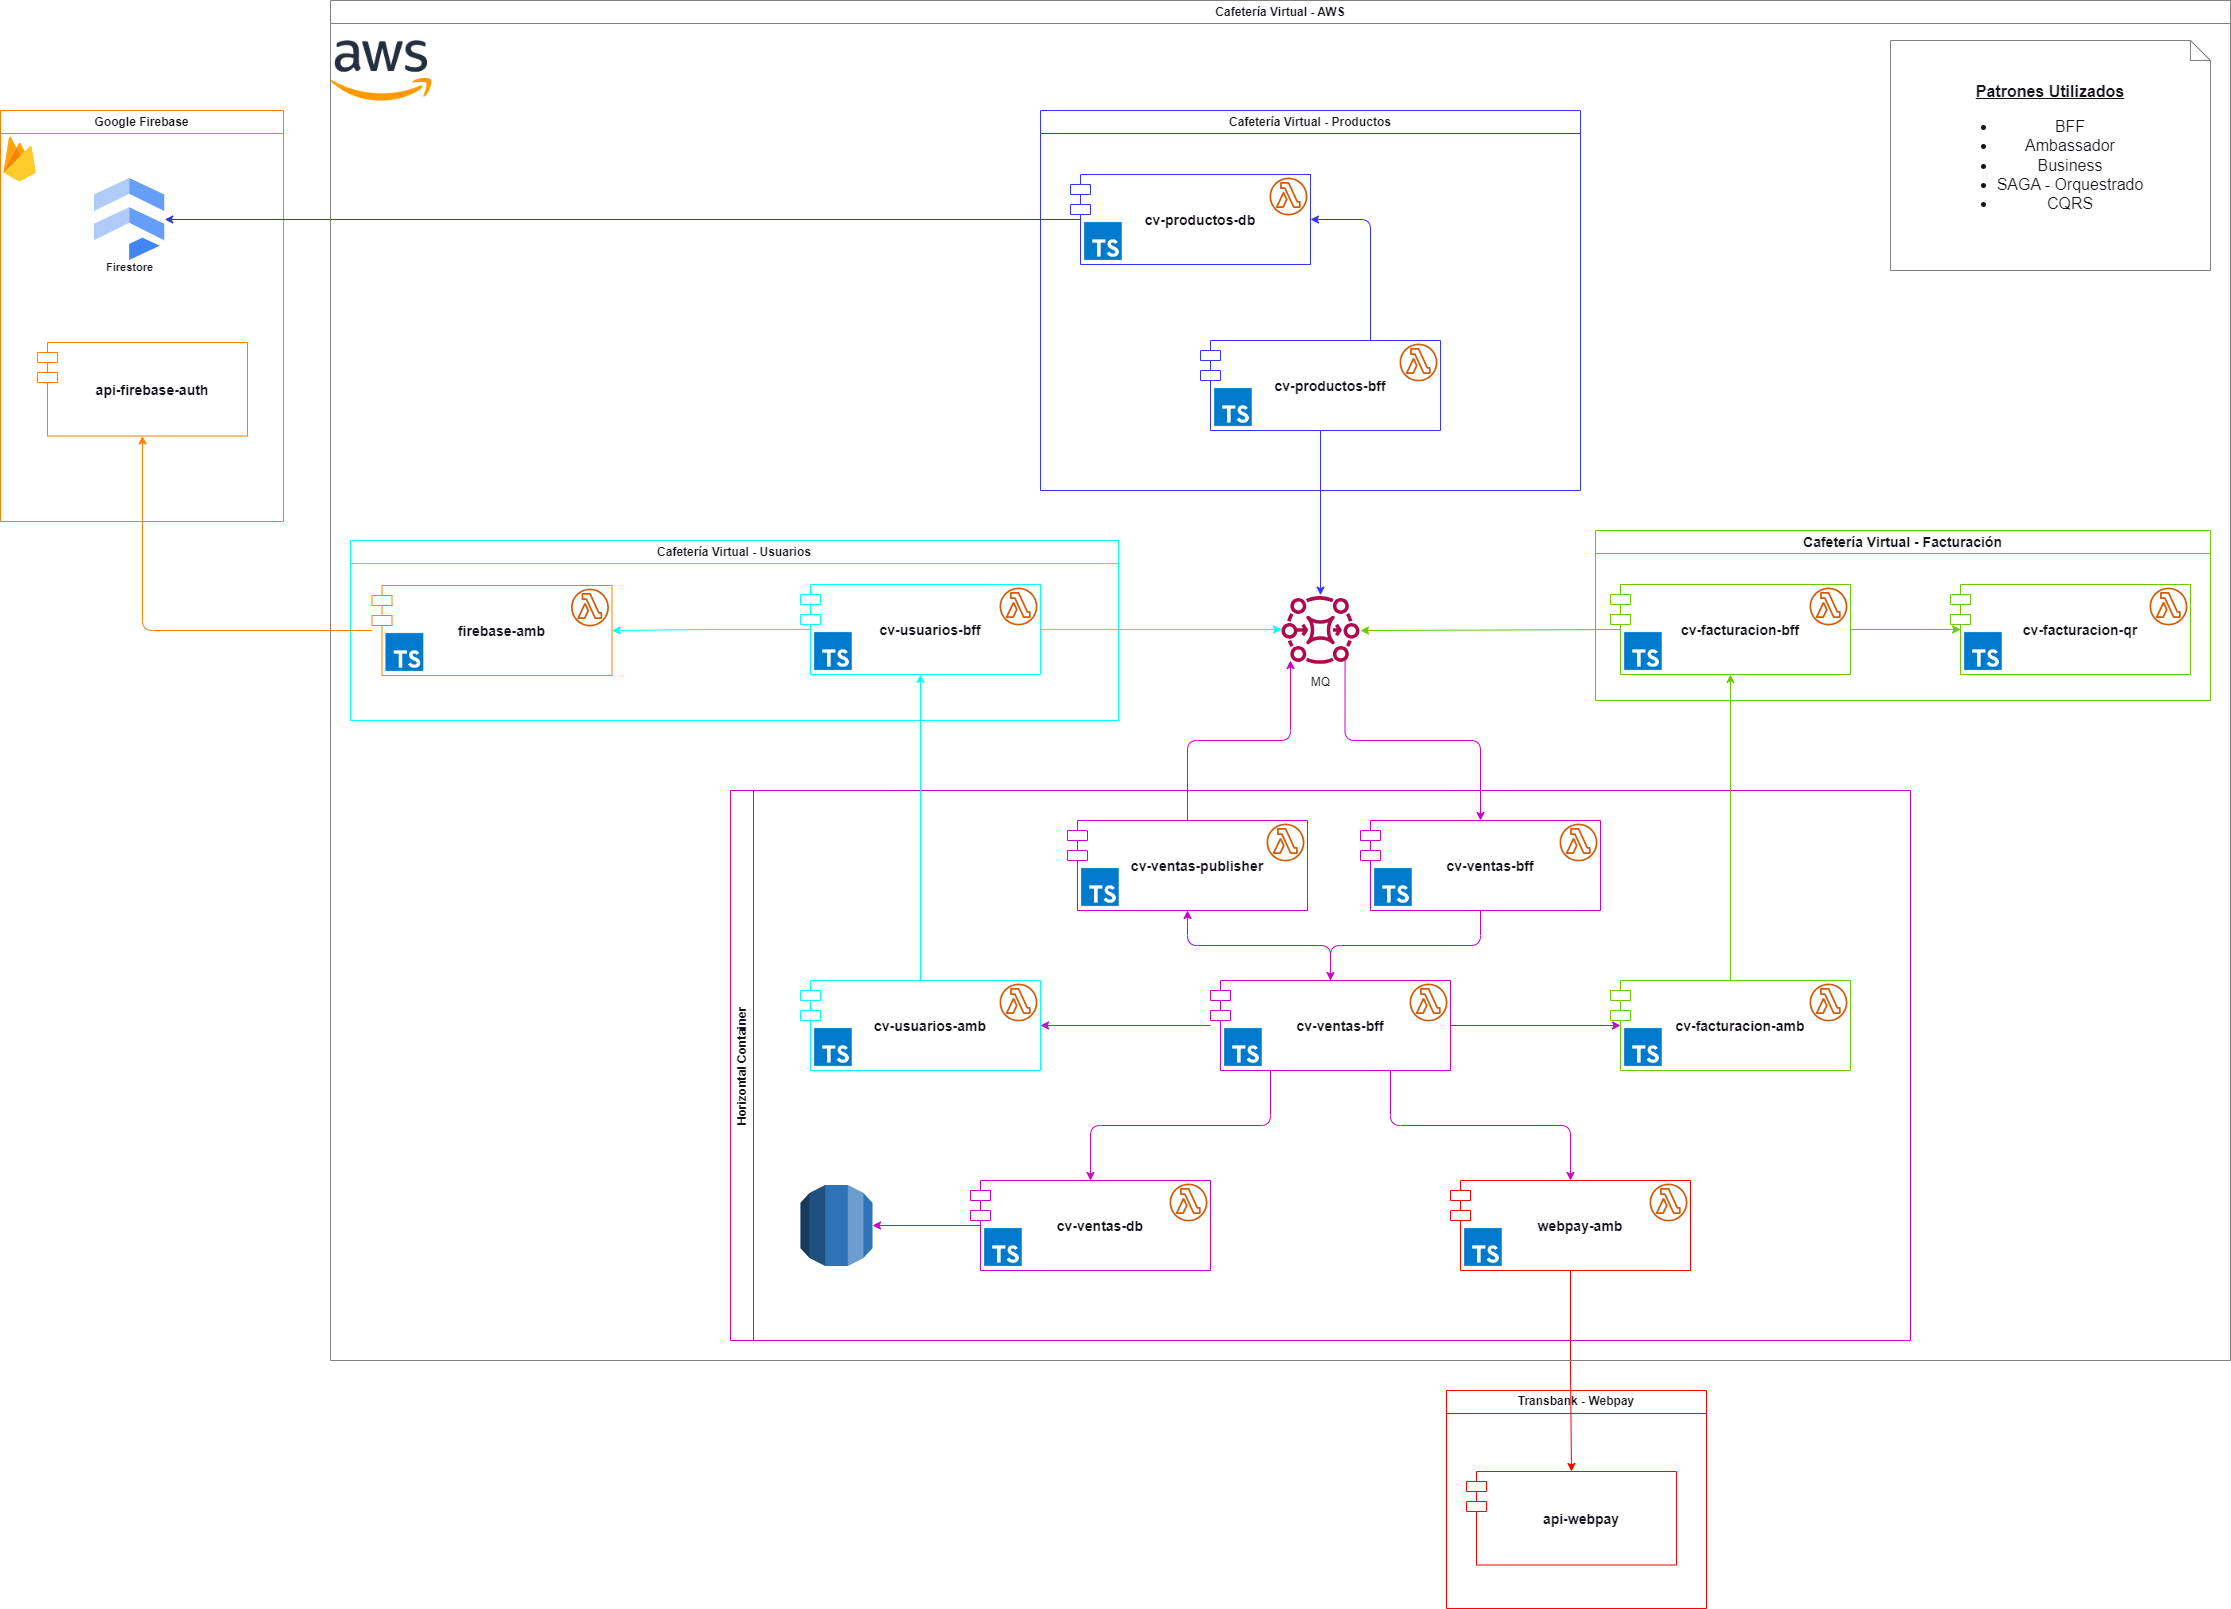 Cafetería Virtual - AWS
aws
Patrones Utilizados
BFF
Ambassador
Business
SAGA - Orquestrado
CQRS
Google Firebase
Firestore
api-firebase-auth
Cafetería Virtual - Productos
cv-productos-db
TS
cv-productos-bff
TS
Cafetería Virtual - Usuarios
firebase-amb
TS
cv-usuarios-bff
TS
MQ
Cafetería Virtual - Facturación
cv-facturacion-bff
TS
cv-facturacion-qr
TS
Horizontal Container
cv-ventas-publisher
TS
cv-ventas-bff
TS
cv-usuarios-amb
TS
cv-ventas-bff
TS
cv-facturacion-amb
TS
cv-ventas-db
TS
webpay-amb
TS
Transbank - Webpay
api-webpay